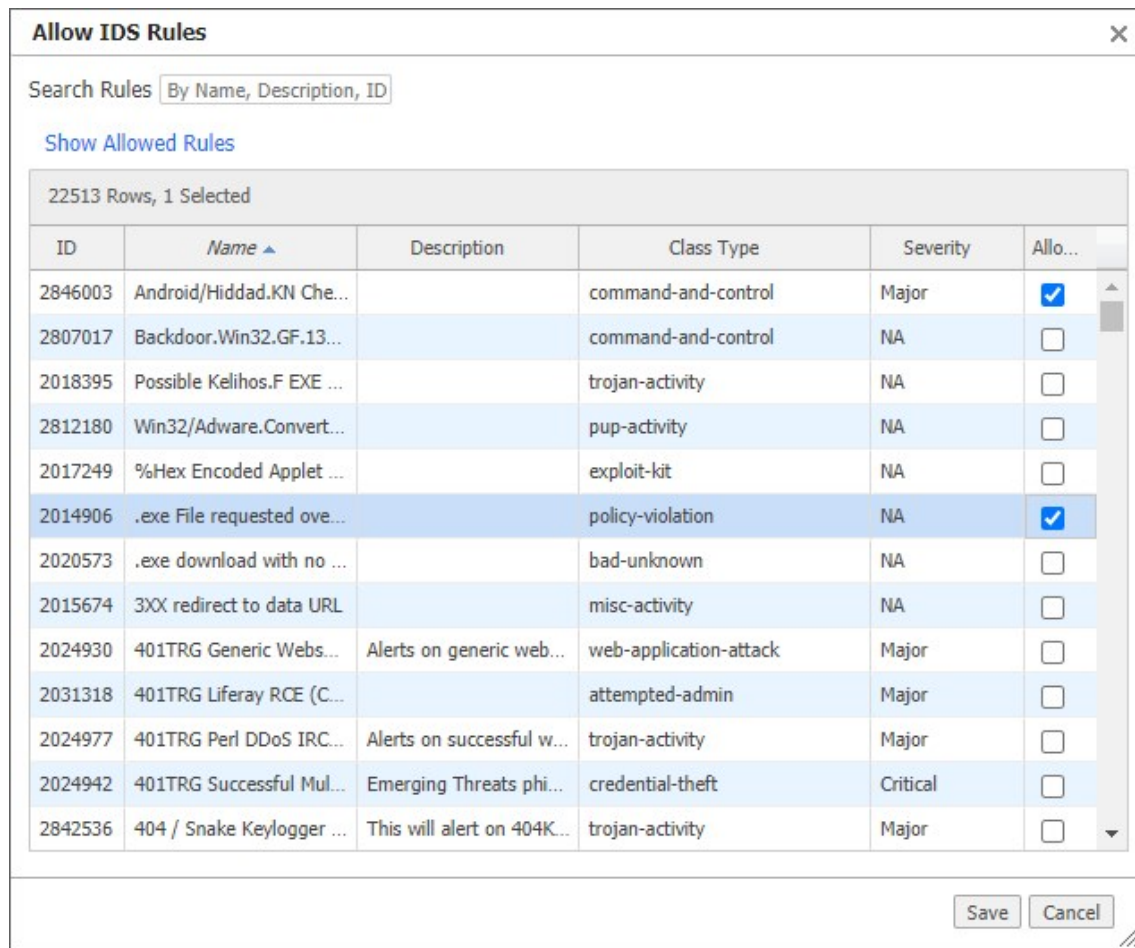 Allow IDS Rules
Search Rules By Name, Description, ID
Show Allowed Rules
22513 Rows, 1 Selected
ID Name Description Class Type Severity Allo...
2846003 Android/Hiddad.KN Che... command-and-control Major
2807017 Backdoor.Win32.GF.13... command-and-control NA
2018395 Possible Kelihos.F EXE ... trojan-activity NA
2812180 Win32/Adware.Convert... pup-activity NA
2017249 %Hex Encoded Applet ... exploit-kit NA
2014906 .exe File requested ove... policy-violation NA
2020573 .exe download with no ... bad-unknown NA
2015674 3XX redirect to data URL misc-activity NA
2024930 401TRG Generic Webs... Alerts on generic web... web-application-attack Major
2031318 401TRG Liferay RCE (C... attempted-admin Major
2024977 401TRG Perl DDoS IRC... Alerts on successful w... trojan-activity Major
2024942 401TRG Successful Mul... Emerging Threats phi... credential-theft Critical
2842536 404 / Snake Keylogger ... This will alert on 404K... trojan-activity Major
Save Cancel